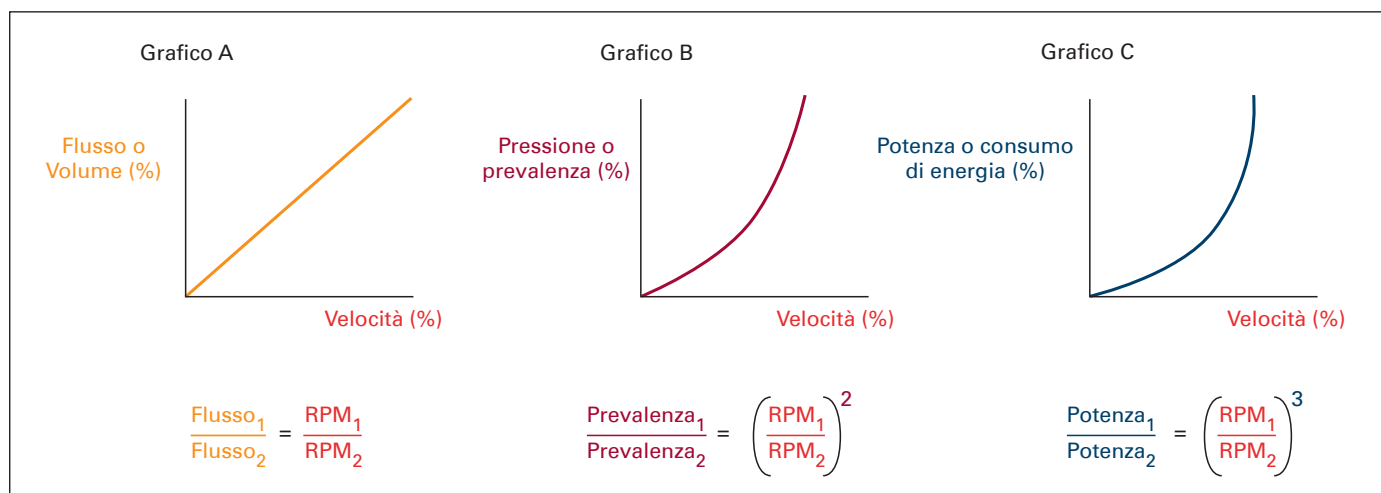 Grafico A
Flusso o
Volume (%)
Velocità (%)
Flusso1
Flusso2
=
RPM1
RPM2
Grafico B
Pressione o
prevalenza (%)
Velocità (%)
Prevalenza1
Prevalenza2
=
(RPM1
RPM2)2
Grafico C
Potenza o consumo
di energia (%)
Velocità (%)
Potenza1
Potenza2
=
(RPM1
RPM2)3